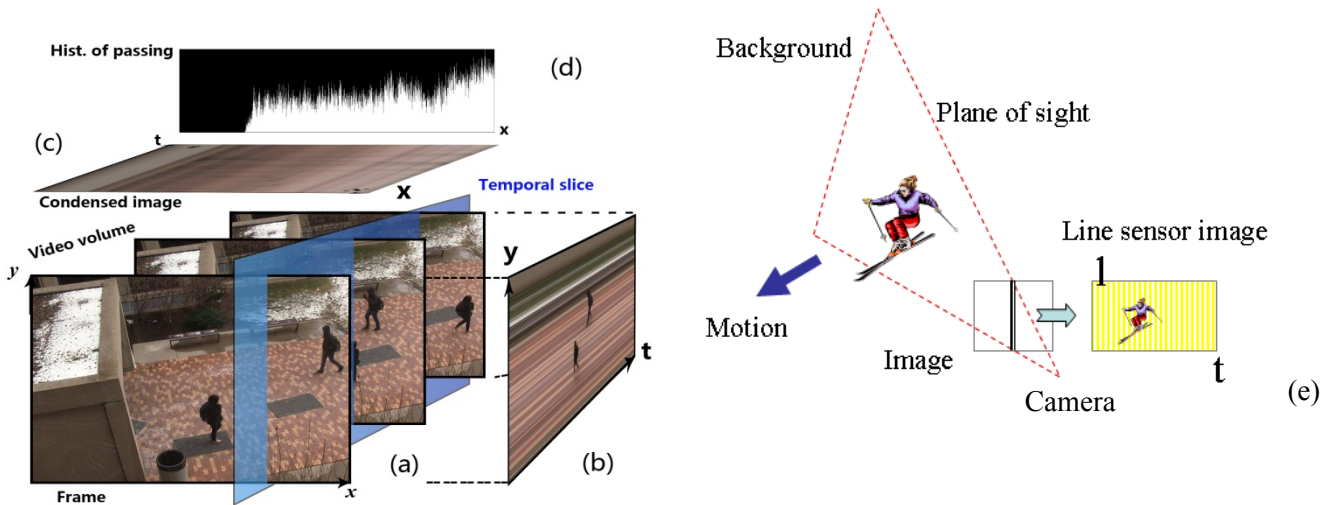 Hist. of passing
(d)
t
x
(c)
Condensed image
x
Temporal slice
Video volume
y
y
t
(a)
(b)
x
Frame
Background
Plane of sight
Line sensor image
l
Motion
Image
t
Camera
(e)